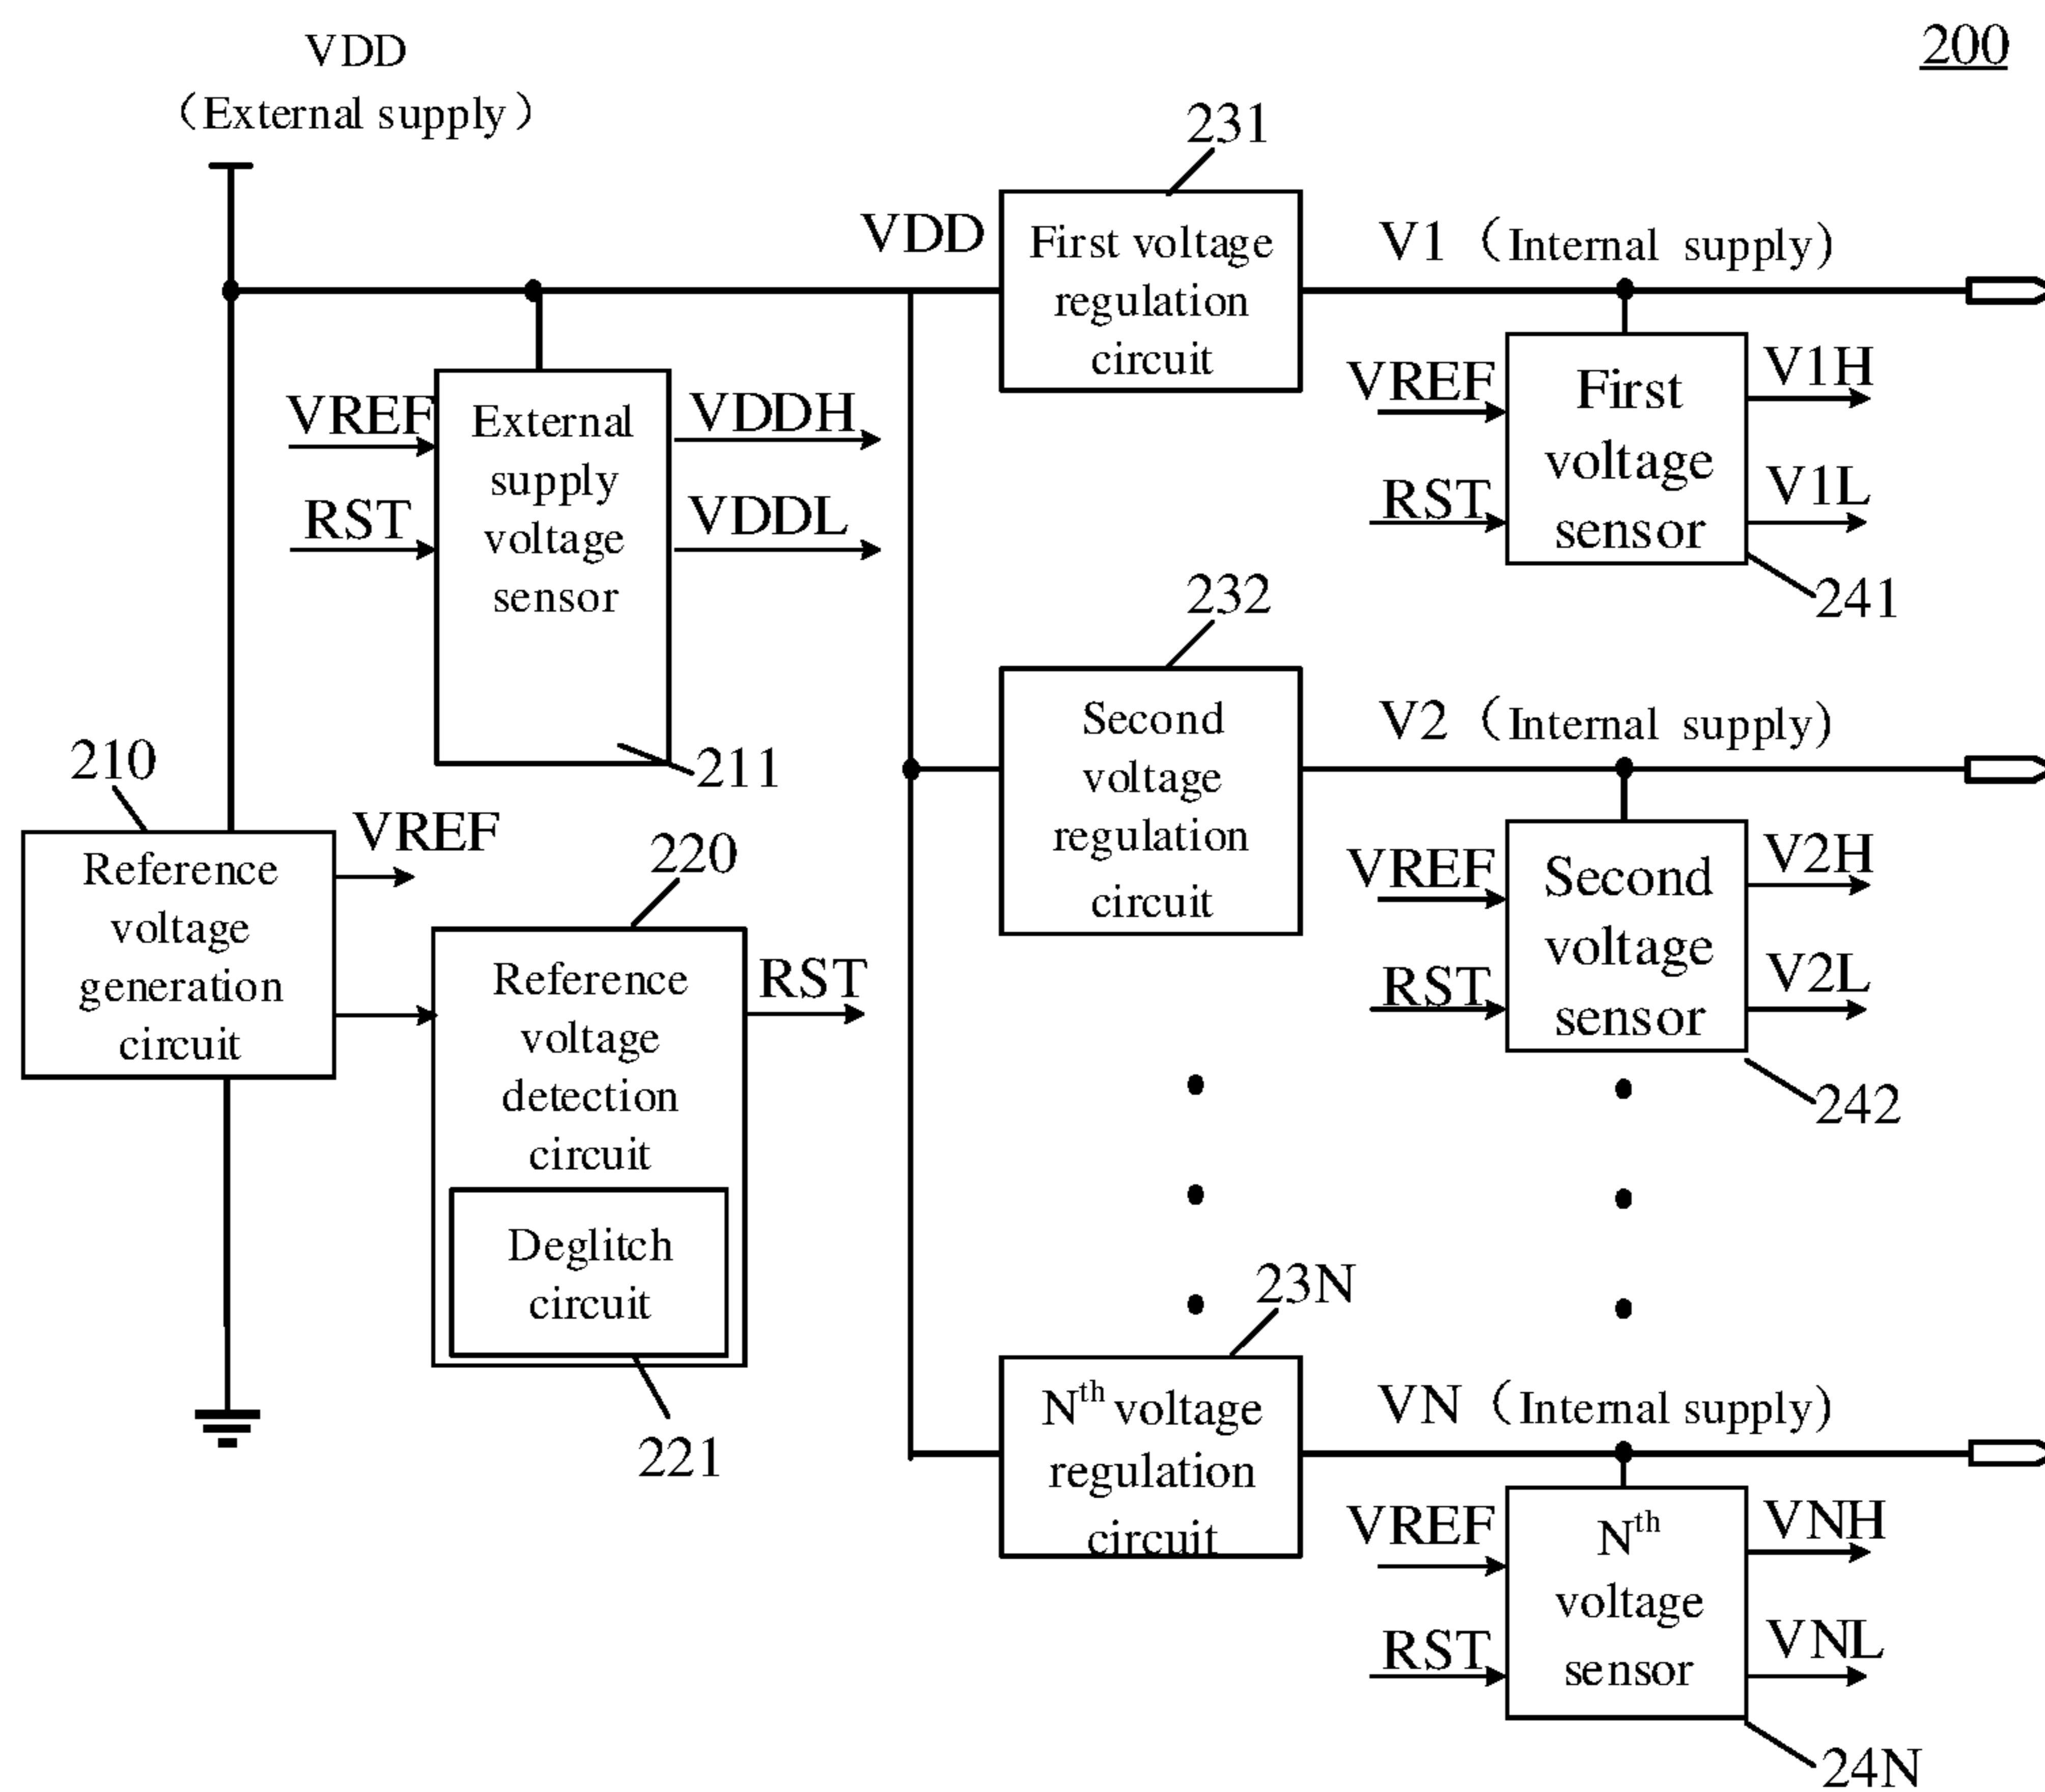 200
VDD
（External supply）
231
VDD
First voltage
regulation
circuit
V1（Internal supply)
VREF
RST
External
supply
voltage
sensor
VDDH
VDDL
211
VREF
RST
First
voltage
sensor
V1H
V1L
241
232
Second
voltage
regulation
circuit
V2（Internal supply)
VREF
RST
Second
voltage
sensor
V2H
V2L
242
210
Reference
voltage
generation
circuit
VREF
220
Reference
voltage
detection
circuit
RST
Deglitch
circuit
221
23N
Nth voltage
regulation
circuit
VN（Internal supply)
VREF
RST
Nth
voltage
sensor
VNH
VNL
24N